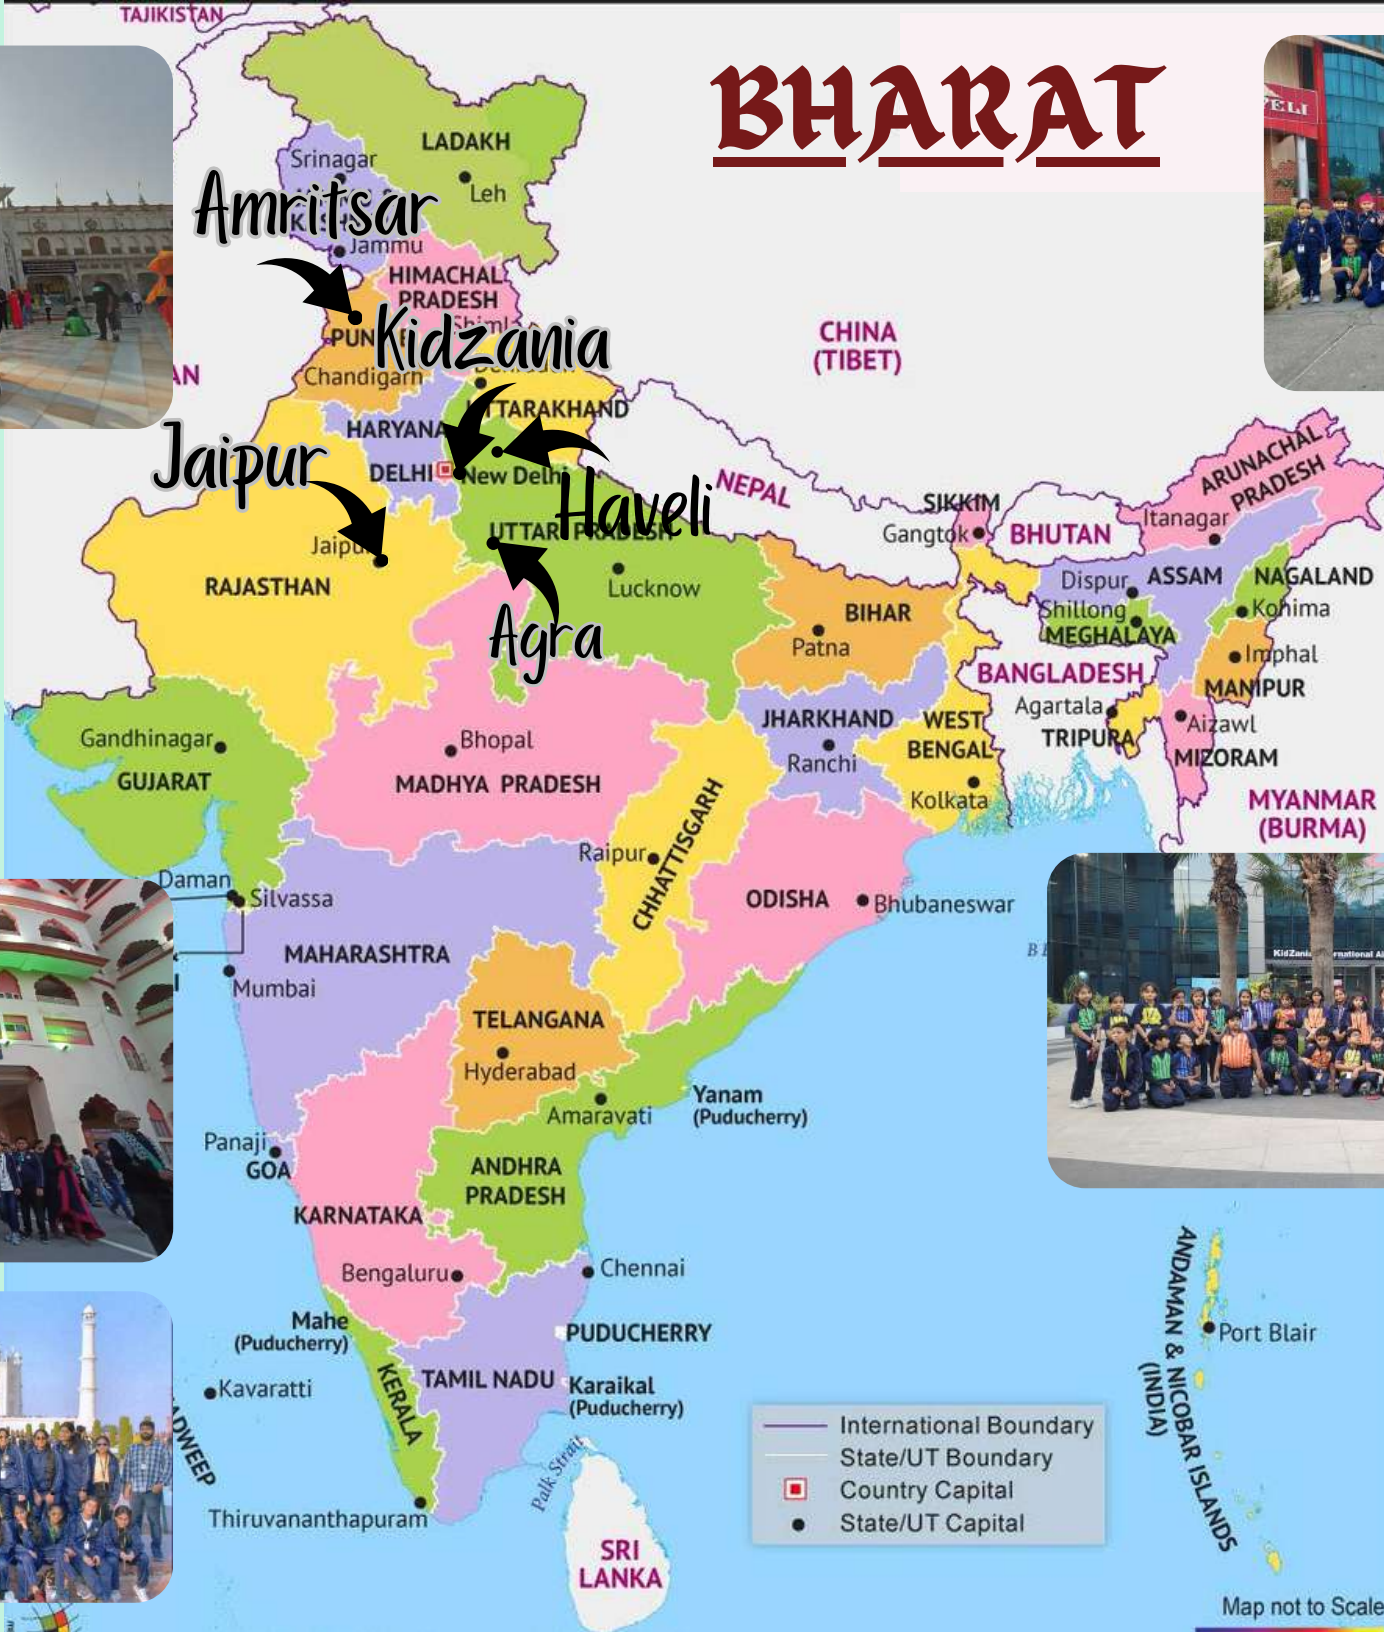 TAJIKISTAN
BHARAT
LADAKH
Srinagar
Leh
Amritsar
Jammu
HIMACHAL
PRADESH
Shimla
Kidzania
Chandigarh
CHINA
(TIBET)
UTTARAKHAND
HARYANA
Jaipur
DELHI
New Delhi
Haveli
NEPAL
ARUNACHAL
PRADESH
SIKKIM
Gangtok
BHUTAN
Itanagar
UTTAR PRADESH
Jaipur
RAJASTHAN
Lucknow
Agra
BIHAR
Patna
Dispur
ASSAM
NAGALAND
Shillong
Kohima
MEGHALAYA
Imphal
MANIPUR
BANGLADESH
Agartala
TRIPURA
Aizawl
MIZORAM
MYANMAR
(BURMA)
JHARKHAND
Ranchi
WEST
BENGAL
Kolkata
Gandhinagar
GUJARAT
Bhopal
MADHYA PRADESH
Raipur
CHHATTISGARH
ODISHA
Bhubaneswar
Daman
Silvassa
MAHARASHTRA
Mumbai
TELANGANA
Hyderabad
Amaravati
Yanam
(Puducherry)
Panaji
GOA
ANDHRA
PRADESH
KARNATAKA
Bengaluru
Chennai
Mahe
(Puducherry)
PUDUCHERRY
KERALA
TAMIL NADU
Karaikal
(Puducherry)
Kavaratti
Thiruvananthapuram
Palk Strait
SRI
LANKA
ANDAMAN & NICOBAR ISLANDS
(INDIA)
Port Blair
International Boundary
State/UT Boundary
Country Capital
State/UT Capital
Map not to Scale